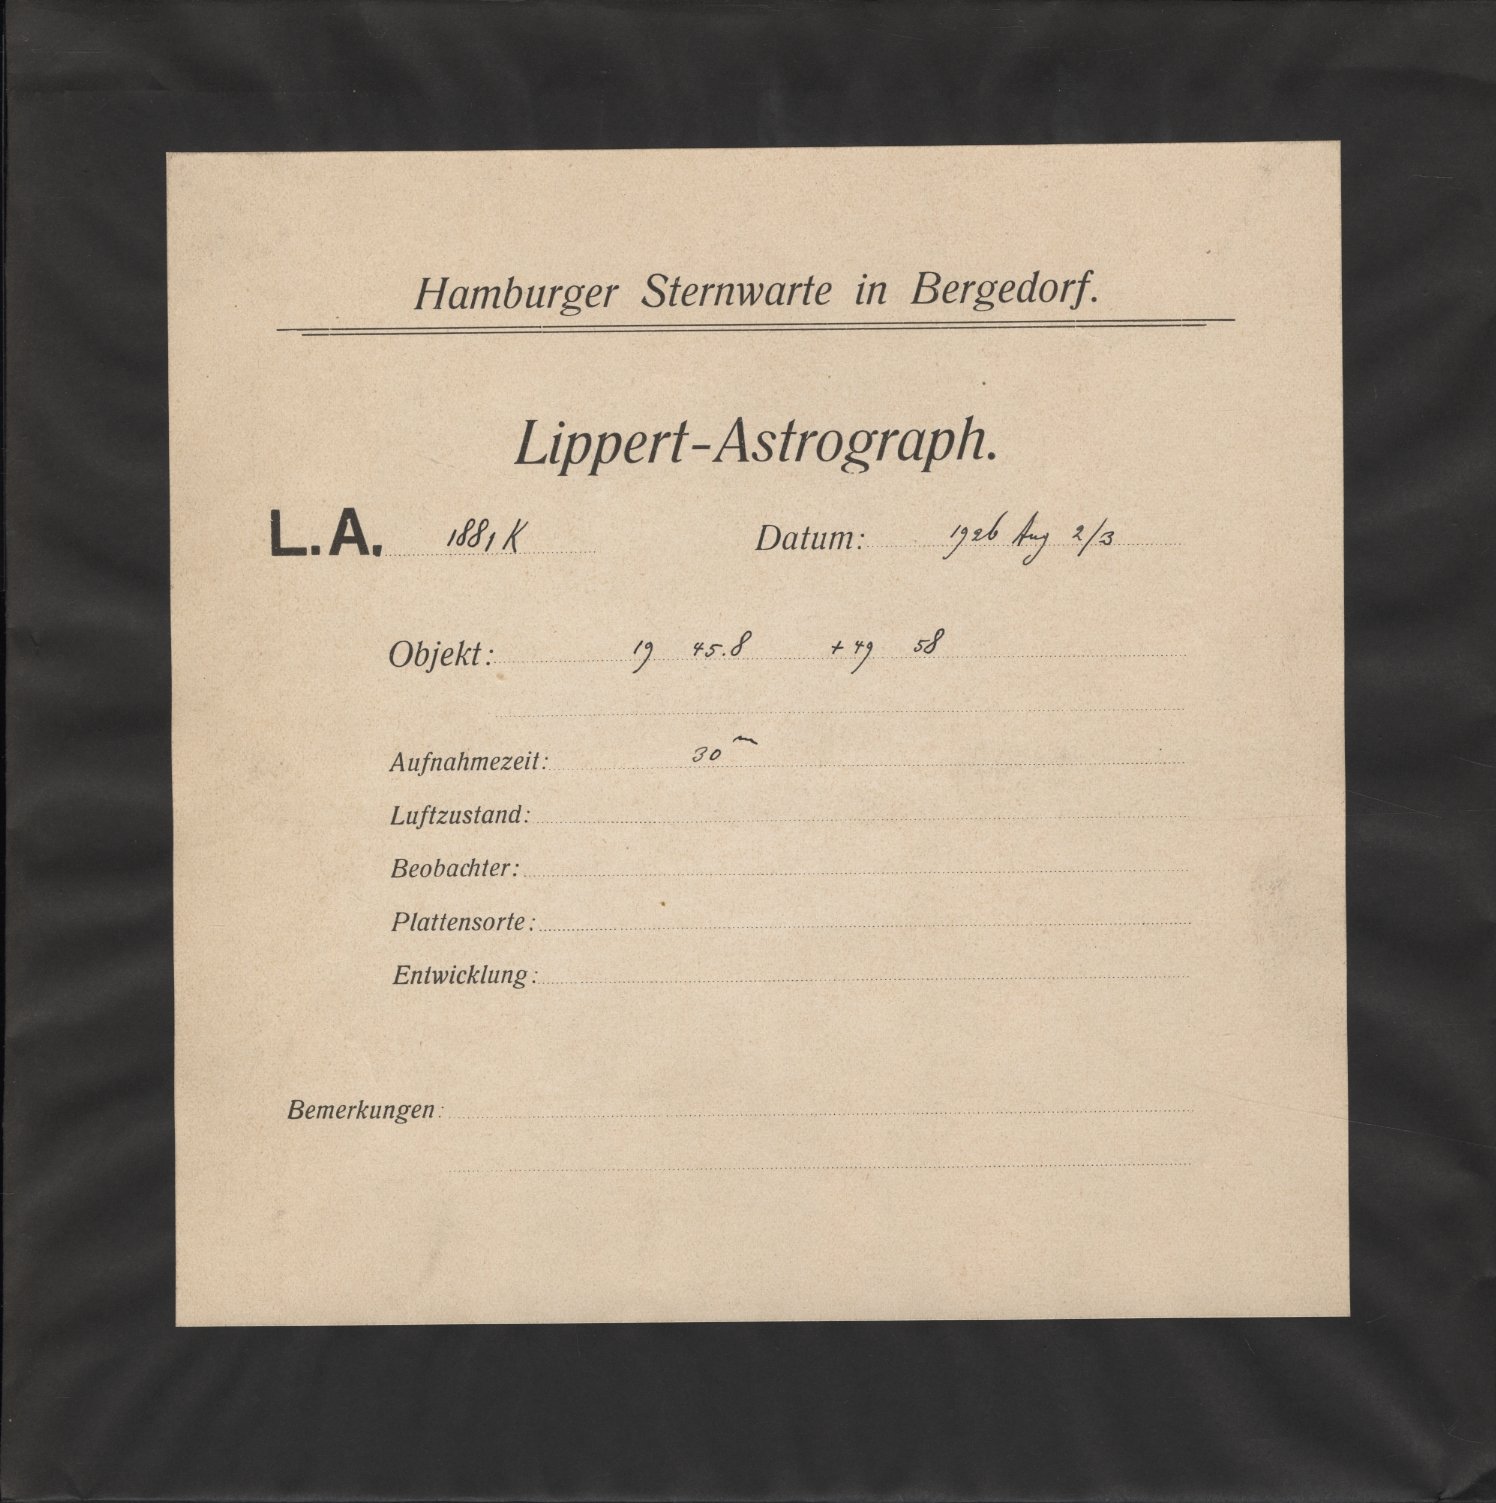 Hamburger Sternwarte in Bergedorf.
Lippert-Astrograph.
L.A. 1881 K Datum: 1926 Aug 2/3
Objekt: 19 45.8 + 49 58
Aufnahmezeit: 30 m
Luftzustand:
Beobachter:
Plattensorte:
Entwicklung:
Bemerkungen: